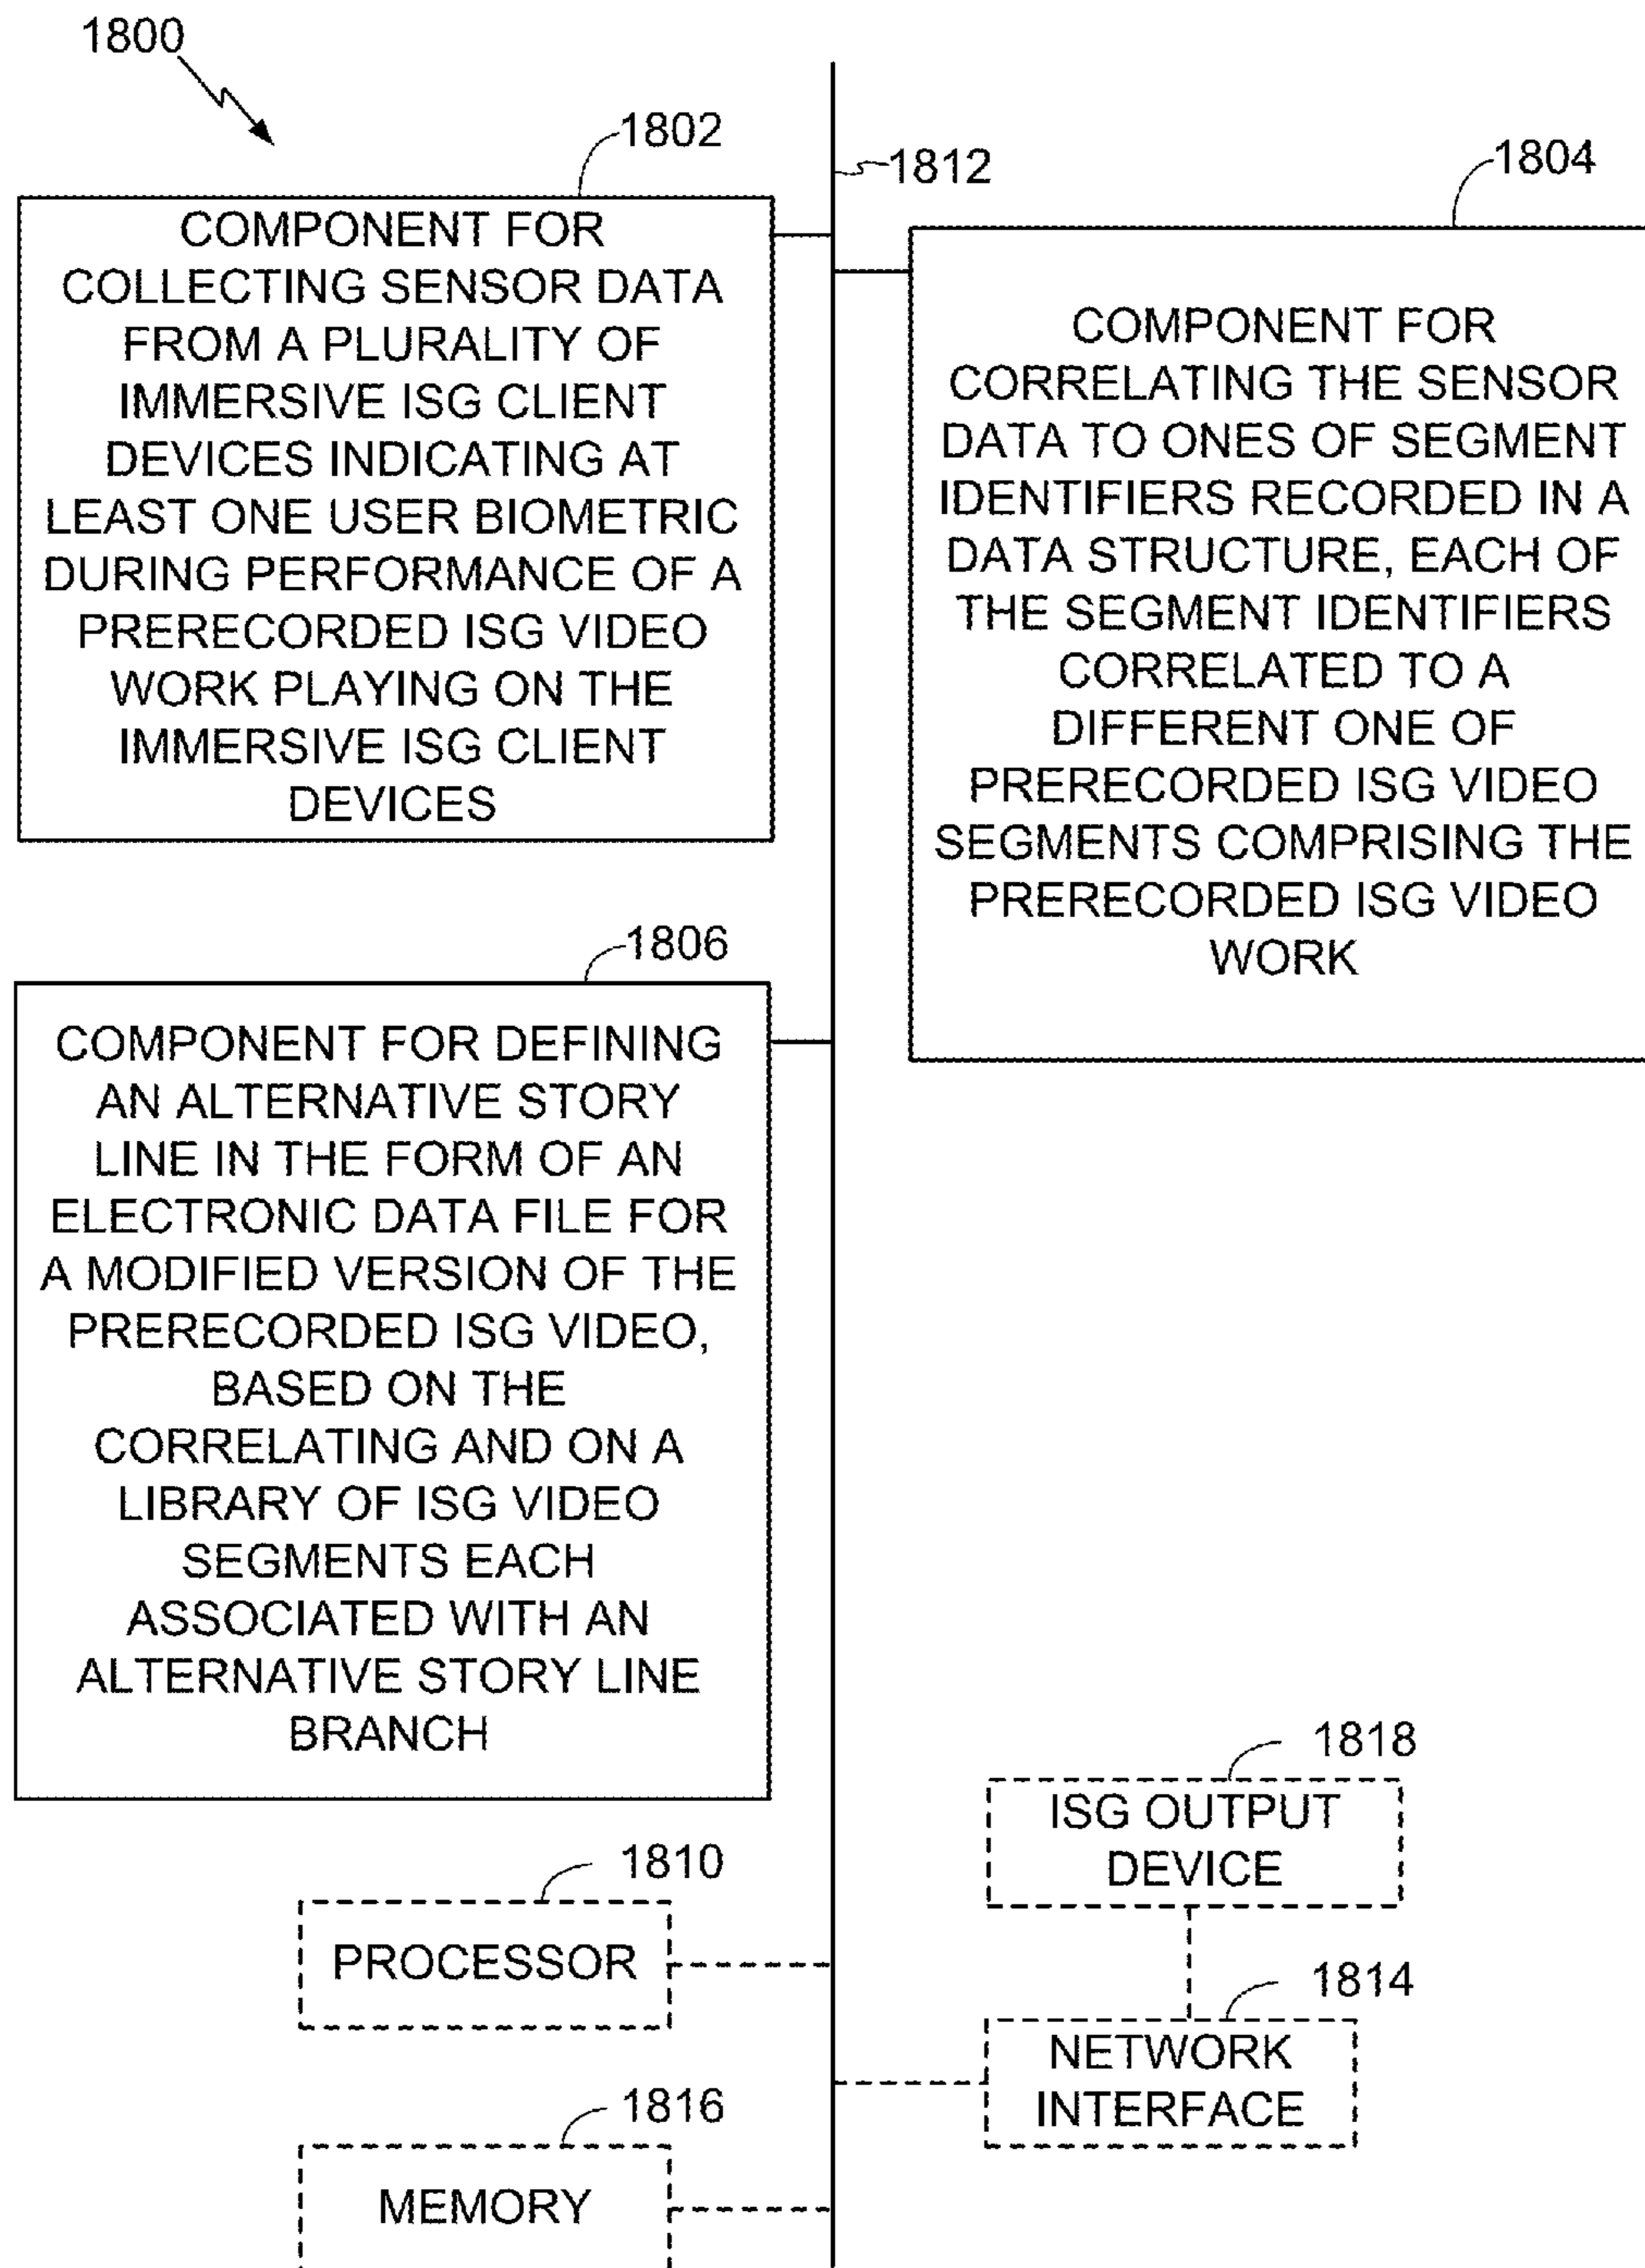 1800
1802
1812
1804
COMPONENT FOR
COLLECTING SENSOR DATA
FROM A PLURALITY OF
IMMERSIVE ISG CLIENT
DEVICES INDICATING AT
LEAST ONE USER BIOMETRIC
DURING PERFORMANCE OF A
PRERECORDED ISG VIDEO
WORK PLAYING ON THE
IMMERSIVE ISG CLIENT
DEVICES
COMPONENT FOR
CORRELATING THE SENSOR
DATA TO ONES OF SEGMENT
IDENTIFIERS RECORDED IN A
DATA STRUCTURE, EACH OF
THE SEGMENT IDENTIFIERS
CORRELATED TO A
DIFFERENT ONE OF
PRERECORDED ISG VIDEO
SEGMENTS COMPRISING THE
PRERECORDED ISG VIDEO
WORK
1806
COMPONENT FOR DEFINING
AN ALTERNATIVE STORY
LINE IN THE FORM OF AN
ELECTRONIC DATA FILE FOR
A MODIFIED VERSION OF THE
PRERECORDED ISG VIDEO,
BASED ON THE
CORRELATING AND ON A
LIBRARY OF ISG VIDEO
SEGMENTS EACH
ASSOCIATED WITH AN
ALTERNATIVE STORY LINE
BRANCH
1818
ISG OUTPUT
DEVICE
1810
PROCESSOR
1814
NETWORK
INTERFACE
1816
MEMORY